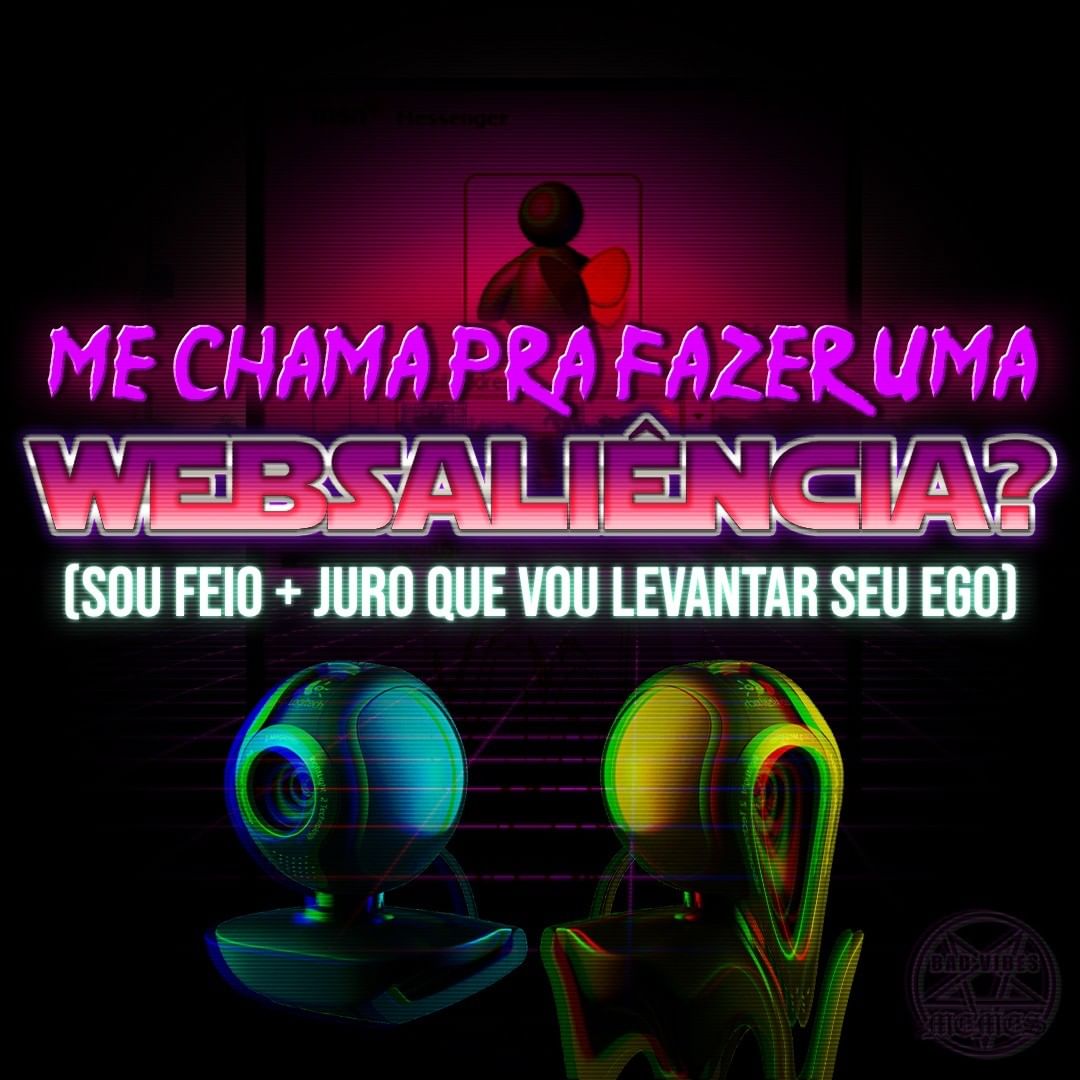 msn Messenger
ME CHAMA PRA FAZER UMA
WEBSALIÊNCIA?
(SOU FEIO + JURO QUE VOU LEVANTAR SEU EGO)
Logitech
BAD VIBES
MEMES